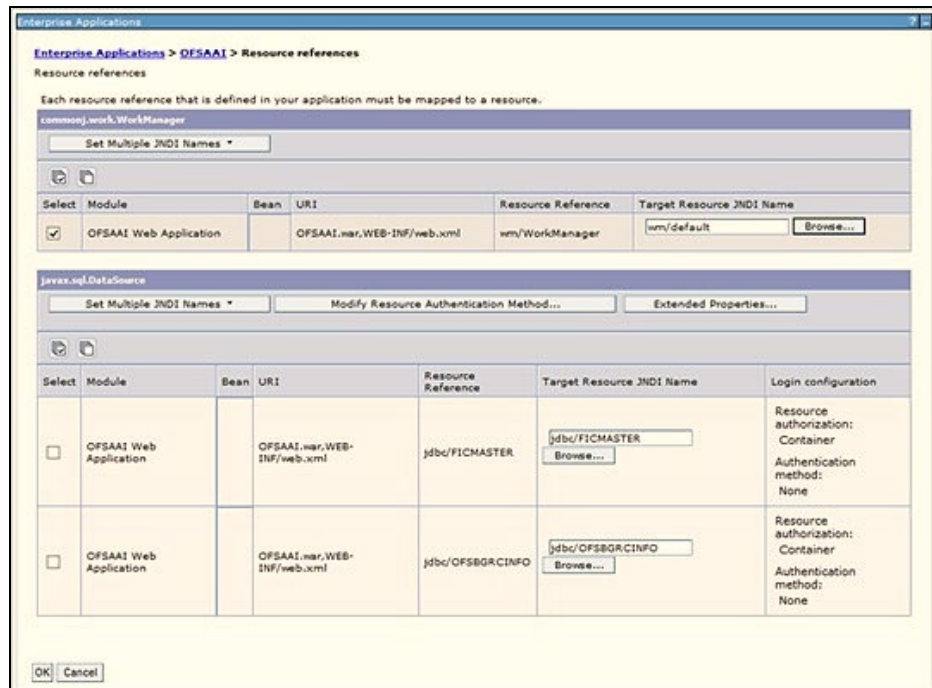 Enterprise Applications
?
Enterprise Applications > OFSAAI > Resource references
Resource references
Each resource reference that is defined in your application must be mapped to a resource.
commonj.work.WorkManager
Set Multiple JNDI Names
Select Module Bean URI Resource Reference Target Resource JNDI Name
OFSAAI Web Application OFSAAI.war,WEB-INF/web.xml wm/WorkManager wm/default Browse...
javax.sql.DataSource
Set Multiple JNDI Names Modify Resource Authentication Method... Extended Properties...
Select Module Bean URI Resource Reference Target Resource JNDI Name Login configuration
OFSAAI Web Application OFSAAI.war,WEB-INF/web.xml jdbc/FICMASTER jdbc/FICMASTER Browse... Resource authorization: Container Authentication method: None
OFSAAI Web Application OFSAAI.war,WEB-INF/web.xml jdbc/OFSBGRCINFO jdbc/OFSBGRCINFO Browse... Resource authorization: Container Authentication method: None
OK Cancel